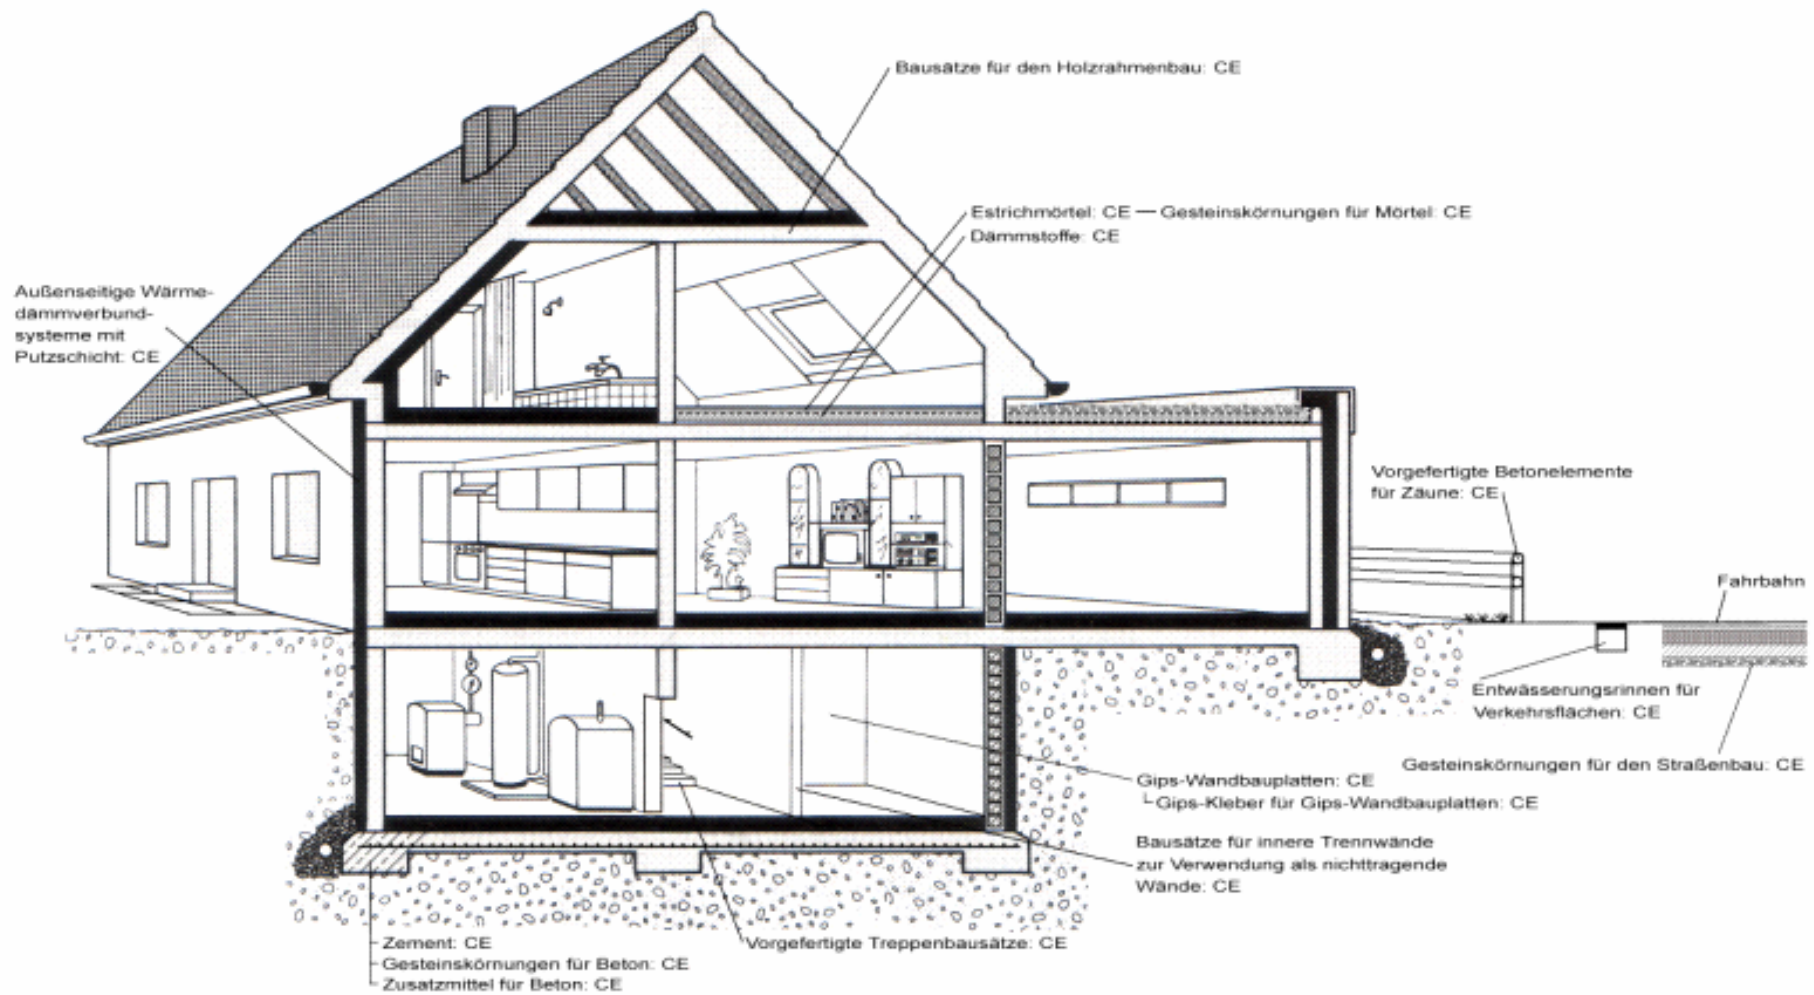 Bausätze für den Holzrahmenbau: CE
Estrichmörtel: CE — Gesteinskörnungen für Mörtel: CE
Dämmstoffe: CE
Außenseitige Wärme-
dämmverbund-
systeme mit
Putzschicht: CE
Vorgefertigte Betonelemente
für Zäune: CE
Fahrbahn
Entwässerungsrinnen für
Verkehrsflächen: CE
Gesteinskörnungen für den Straßenbau: CE
Gips-Wandbauplatten: CE
Gips-Kleber für Gips-Wandbauplatten: CE
Bausätze für innere Trennwände
zur Verwendung als nichttragende
Wände: CE
Vorgefertigte Treppenbausätze: CE
Zement: CE
Gesteinskörnungen für Beton: CE
Zusatzmittel für Beton: CE